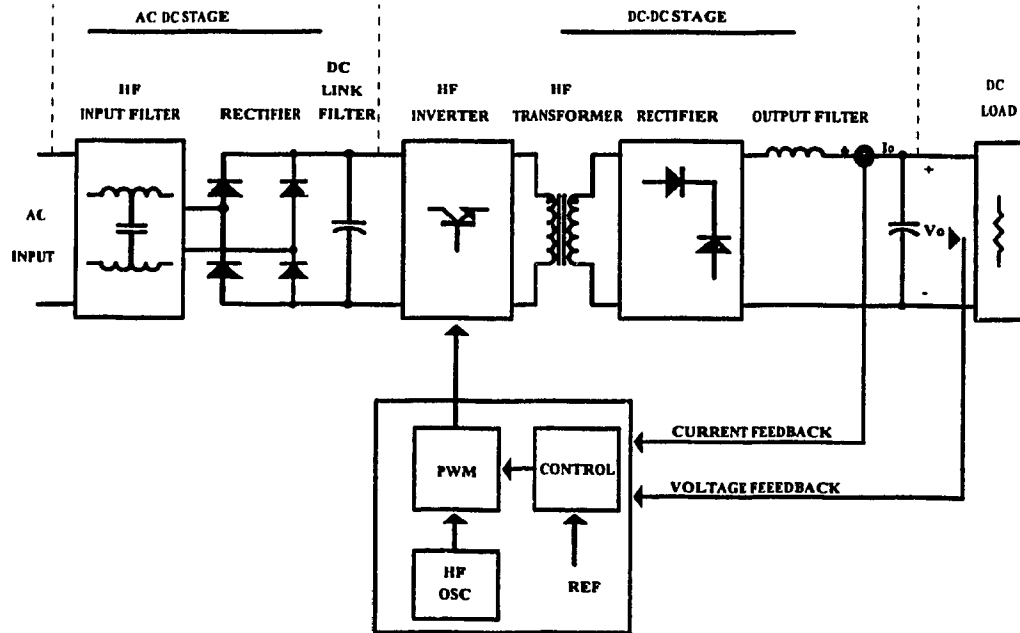 AC DC STAGE
DC-DC STAGE
HF
INPUT FILTER
RECTIFIER
DC
LINK
FILTER
HF
INVERTER
HF
TRANSFORMER
RECTIFIER
OUTPUT FILTER
DC
LOAD
Io
AC
INPUT
+
Vo
-
CURRENT FEEDBACK
PWM
CONTROL
VOLTAGE FEEEDBACK
HF
OSC
REF